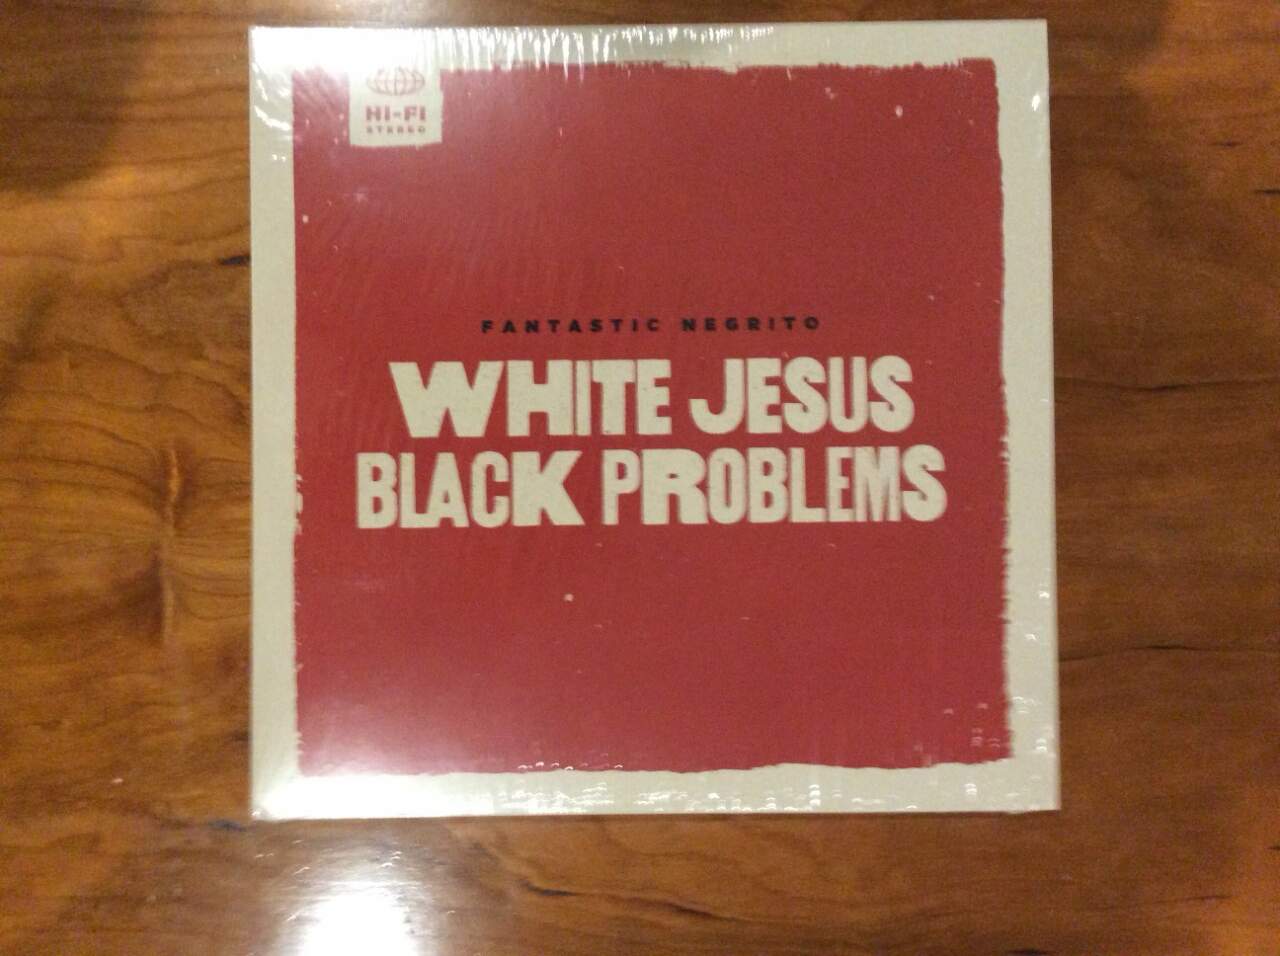 HI-FI
STEREO
FANTASTIC NEGRITO
WHITE JESUS
BLACK PROBLEMS